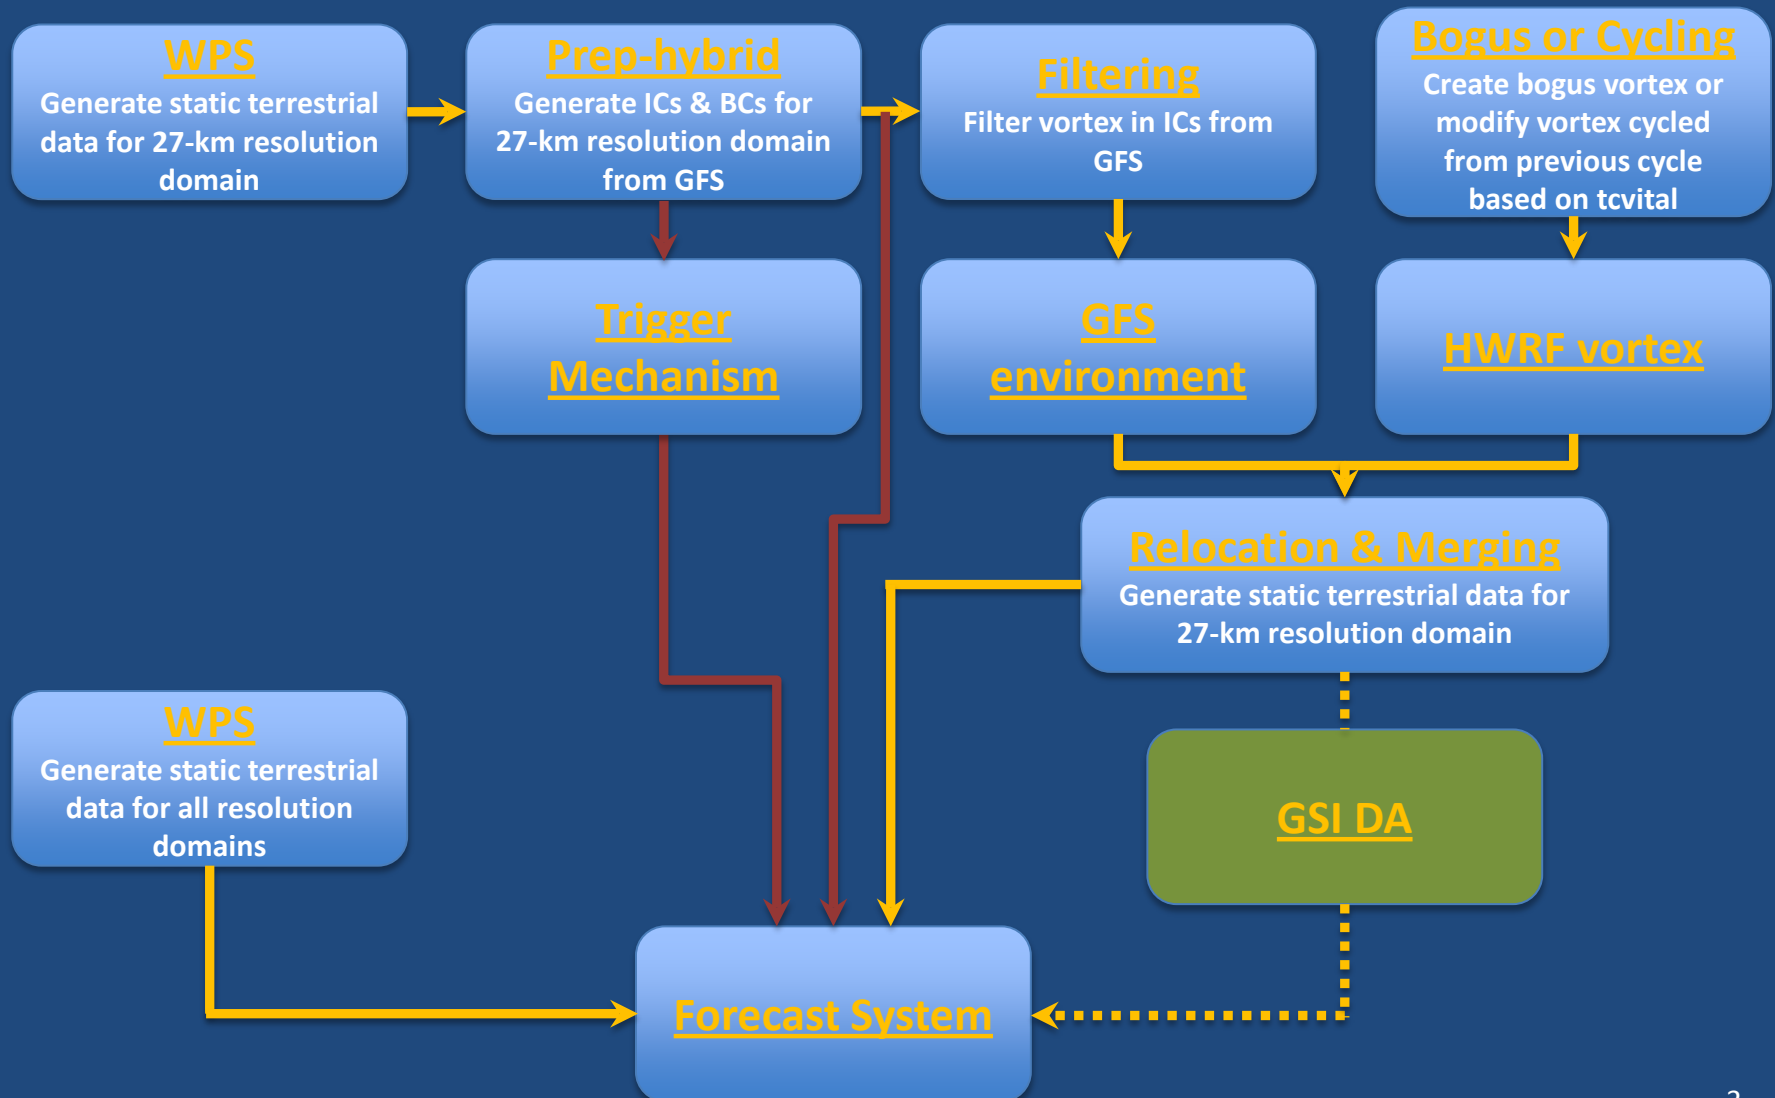 WPS
Generate static terrestrial
data for 27-km resolution
domain
Prep-hybrid
Generate ICs & BCs for
27-km resolution domain
from GFS
Filtering
Filter vortex in ICs from
GFS
Bogus or Cycling
Create bogus vortex or
modify vortex cycled
from previous cycle
based on tcvital
Trigger
Mechanism
GFS
environment
HWRF vortex
Relocation & Merging
Generate static terrestrial data for
27-km resolution domain
WPS
Generate static terrestrial
data for all resolution
domains
GSI DA
Forecast System